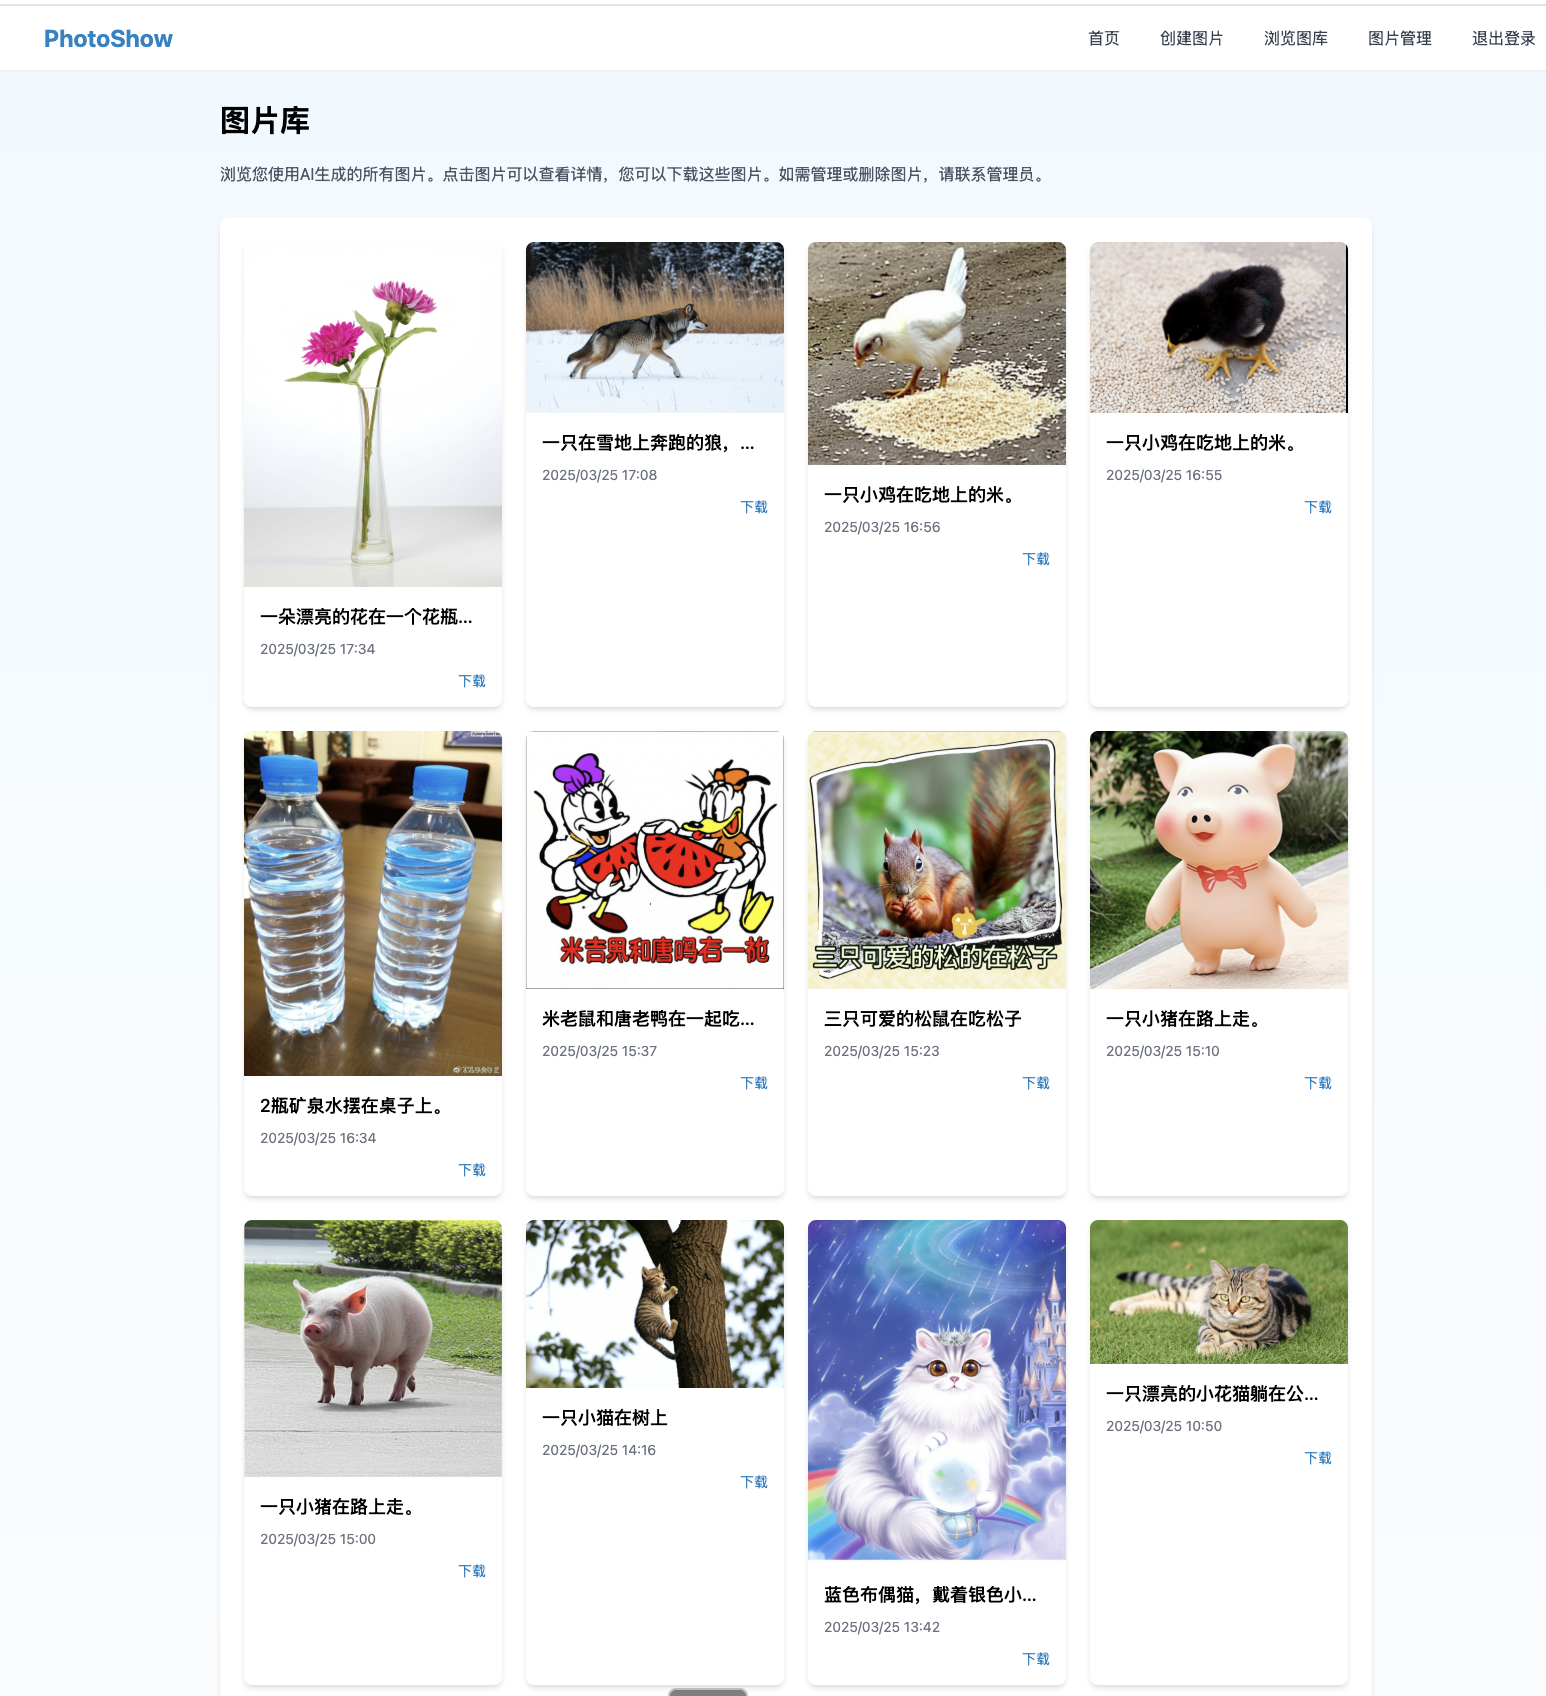 PhotoShow
首页 创建图片 浏览图库 图片管理 退出登录
图片库
浏览您使用AI生成的所有图片。点击图片可以查看详情，您可以下载这些图片。如需管理或删除图片，请联系管理员。
一朵漂亮的花在一个花瓶...
2025/03/25 17:34
下载
一只在雪地上奔跑的狼，...
2025/03/25 17:08
下载
一只小鸡在吃地上的米。
2025/03/25 16:56
下载
一只小鸡在吃地上的米。
2025/03/25 16:55
下载
2瓶矿泉水摆在桌子上。
2025/03/25 16:34
下载
米老鼠和唐老鸭在一起吃...
2025/03/25 15:37
下载
三只可爱的松的在松子
三只可爱的松鼠在吃松子
2025/03/25 15:23
下载
一只小猪在路上走。
2025/03/25 15:10
下载
一只小猪在路上走。
2025/03/25 15:00
下载
一只小猫在树上
2025/03/25 14:16
下载
蓝色布偶猫，戴着银色小...
2025/03/25 13:42
下载
一只漂亮的小花猫躺在公...
2025/03/25 10:50
下载